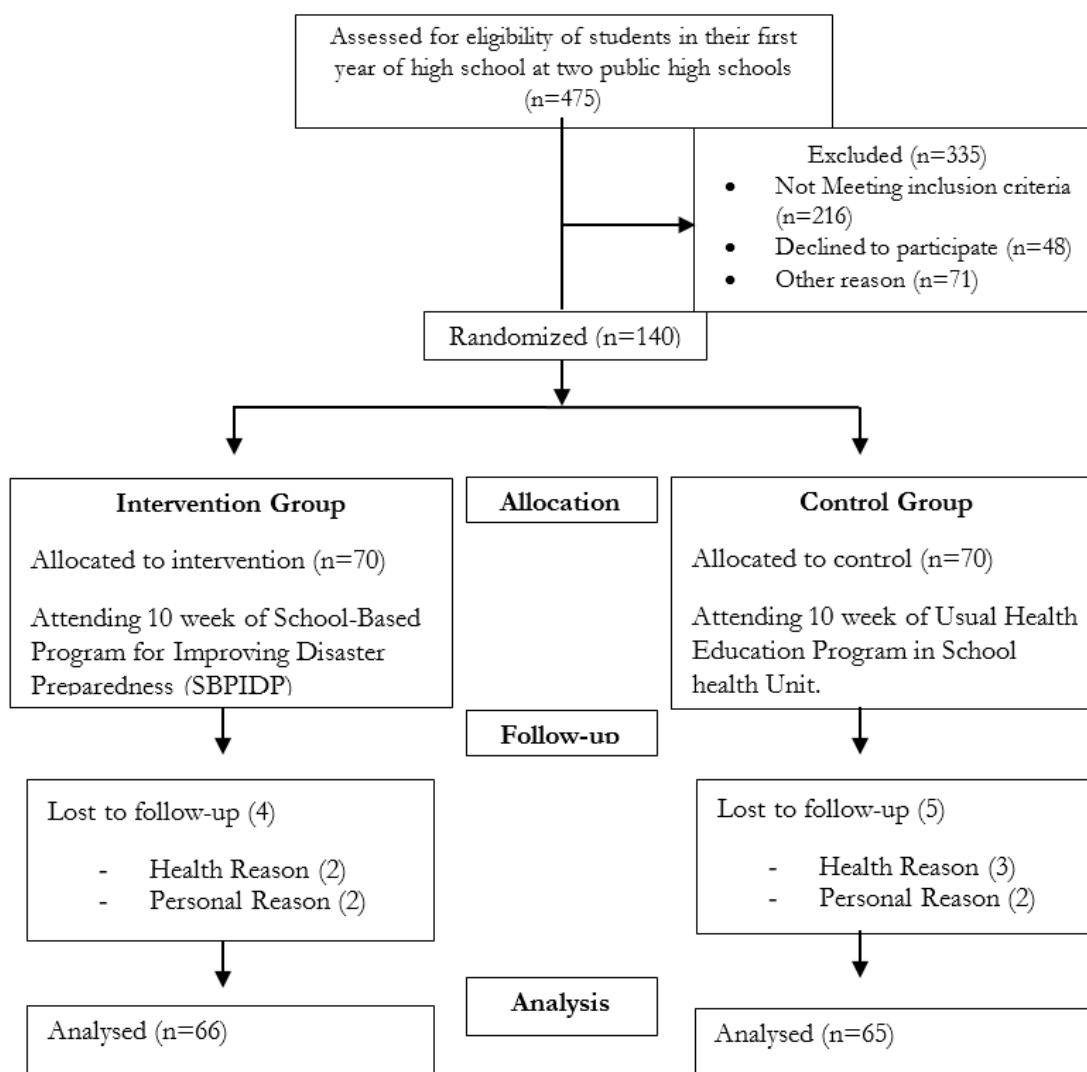 Assessed for eligibility of students in their first
year of high school at two public high schools
(n=475)
Excluded (n=335)
• Not Meeting inclusion criteria
(n=216)
• Declined to participate (n=48)
• Other reason (n=71)
Randomized (n=140)
Intervention Group
Allocated to intervention (n=70)
Attending 10 week of School-Based
Program for Improving Disaster
Preparedness (SBPIDP)
Allocation
Control Group
Allocated to control (n=70)
Attending 10 week of Usual Health
Education Program in School
health Unit.
Follow-up
Lost to follow-up (4)
- Health Reason (2)
- Personal Reason (2)
Lost to follow-up (5)
- Health Reason (3)
- Personal Reason (2)
Analysis
Analysed (n=66)
Analysed (n=65)